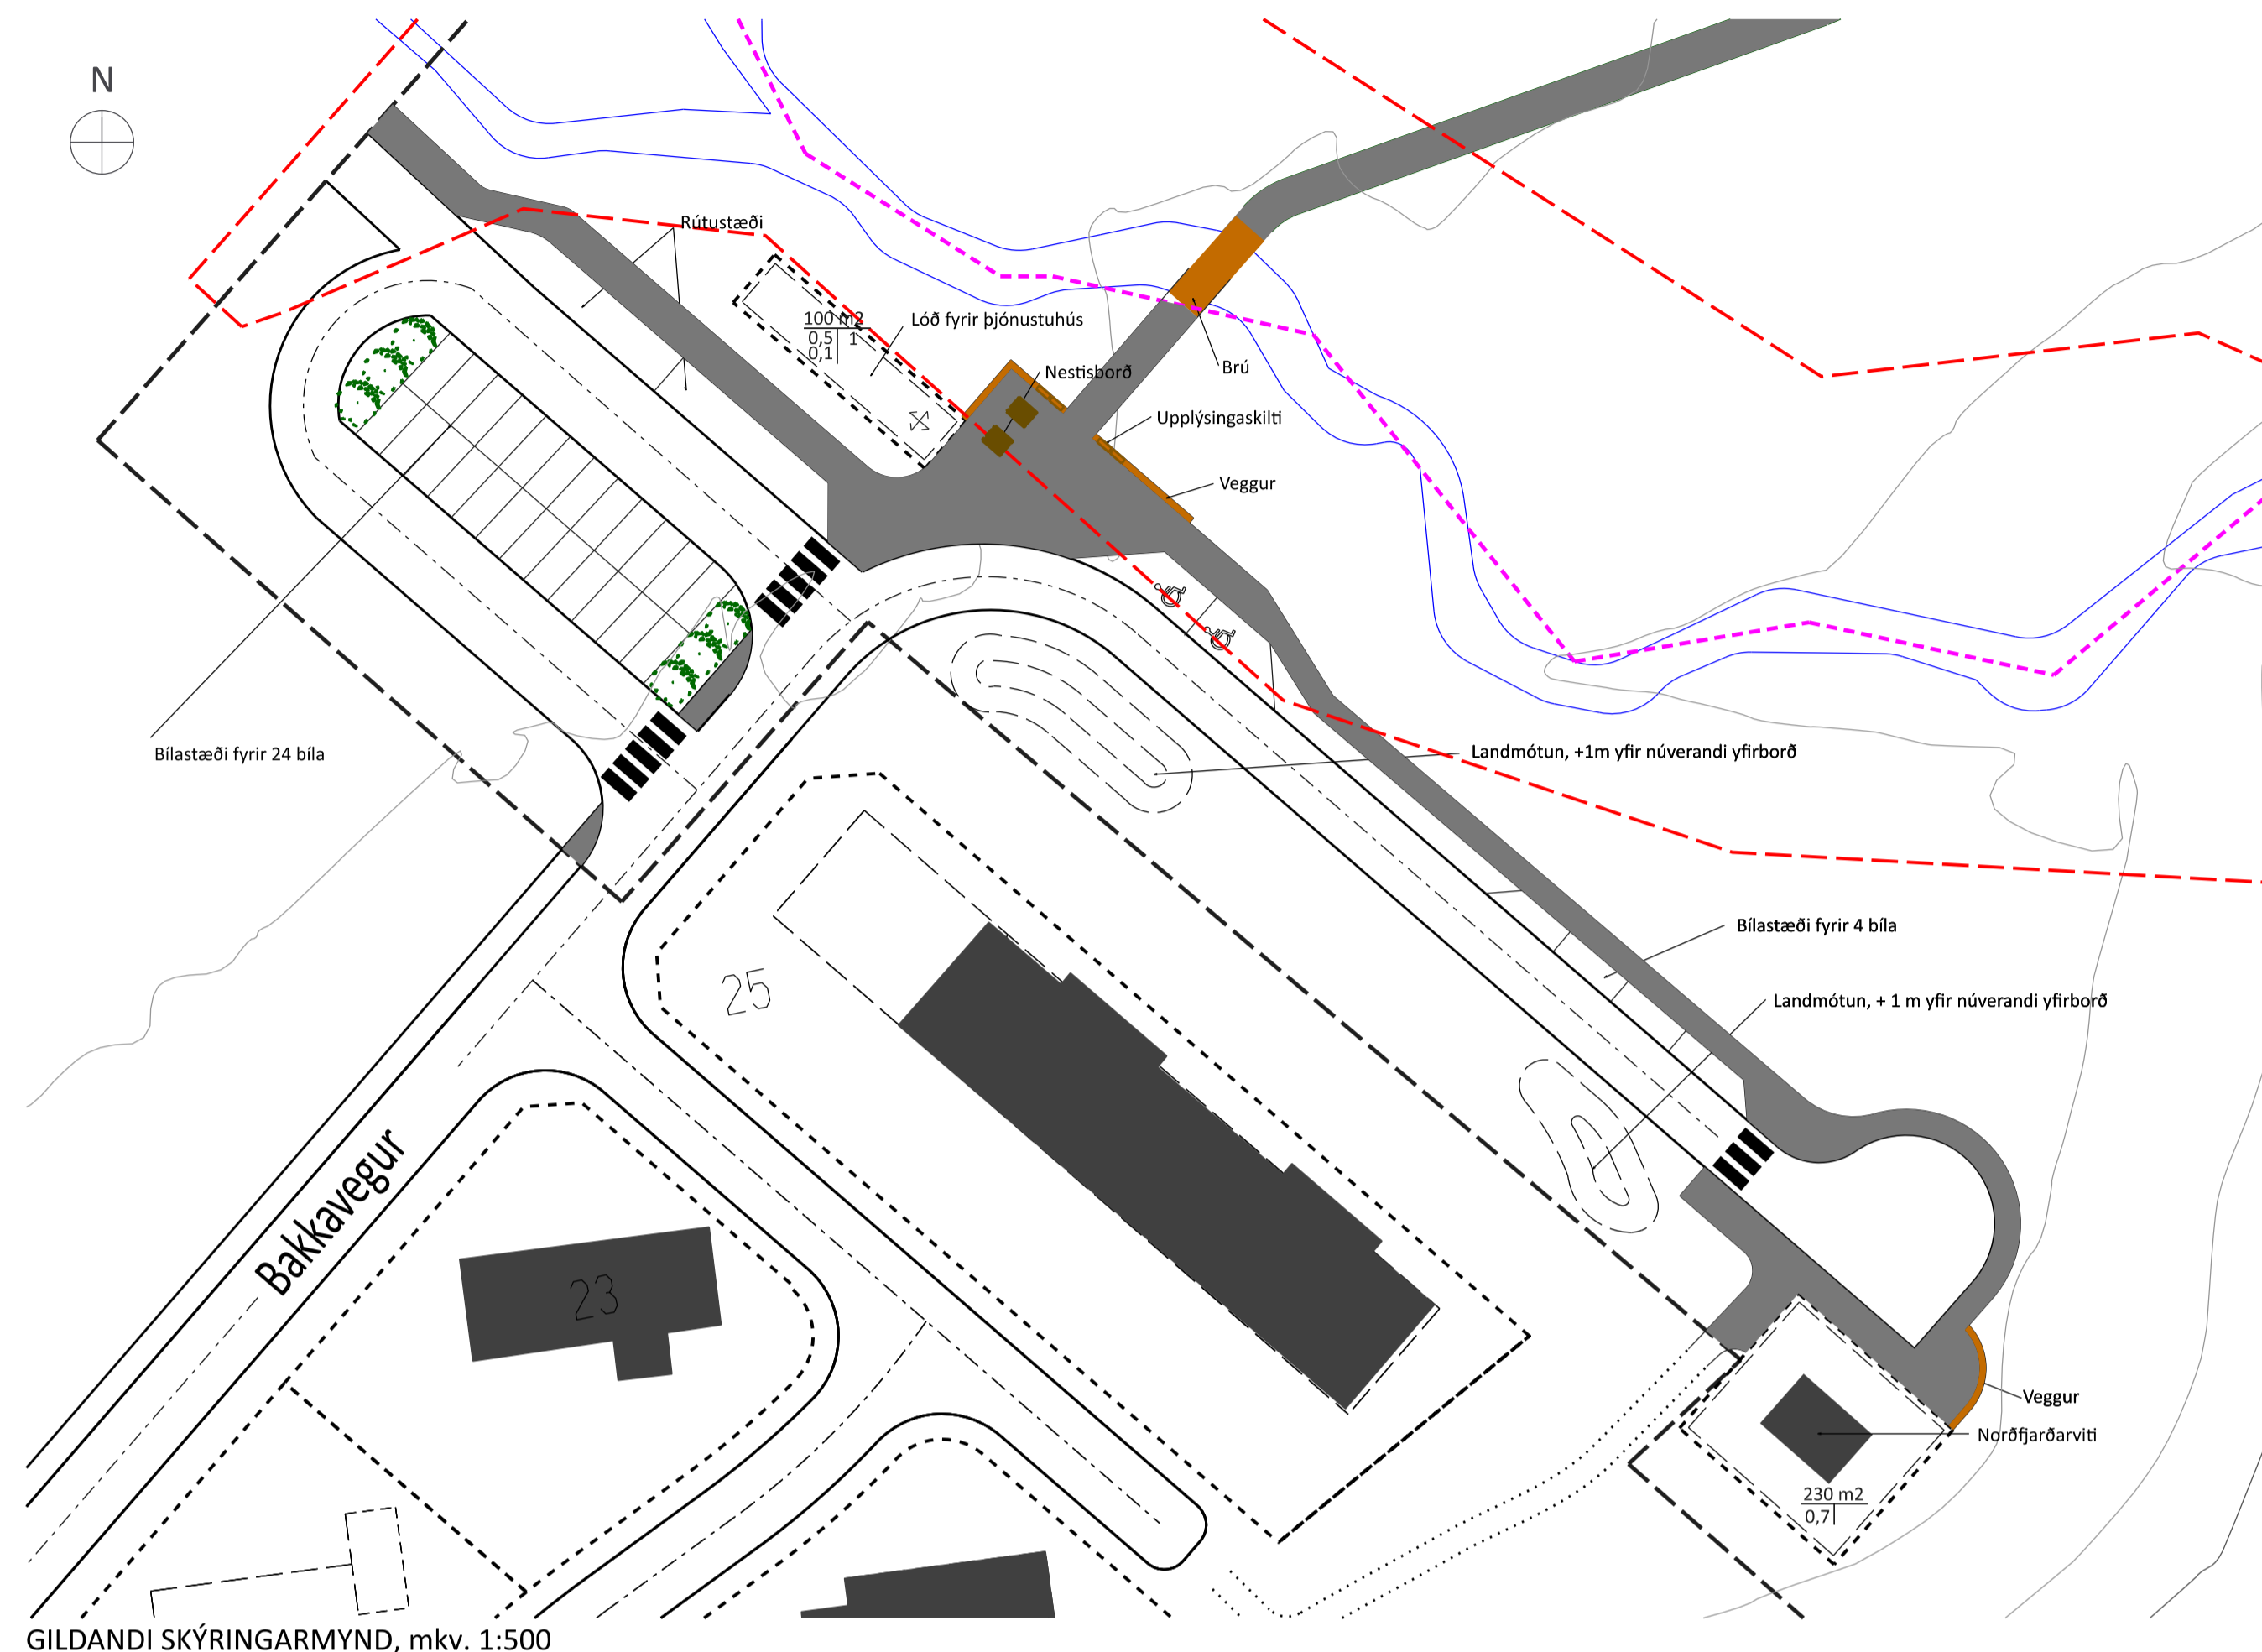 N
Rútustæði
100 m2
0,5 1
0,1
Lóð fyrir þjónustuhús
Nestisborð
Brú
Upplýsingaskilti
Veggur
Bílastæði fyrir 24 bíla
Landmótun, +1m yfir núverandi yfirborð
Bílastæði fyrir 4 bíla
25
Landmótun, + 1 m yfir núverandi yfirborð
Bakkavegur
23
Veggur
Norðfjarðarviti
230 m2
0,7
GILDANDI SKÝRINGARMYND, mkv. 1:500